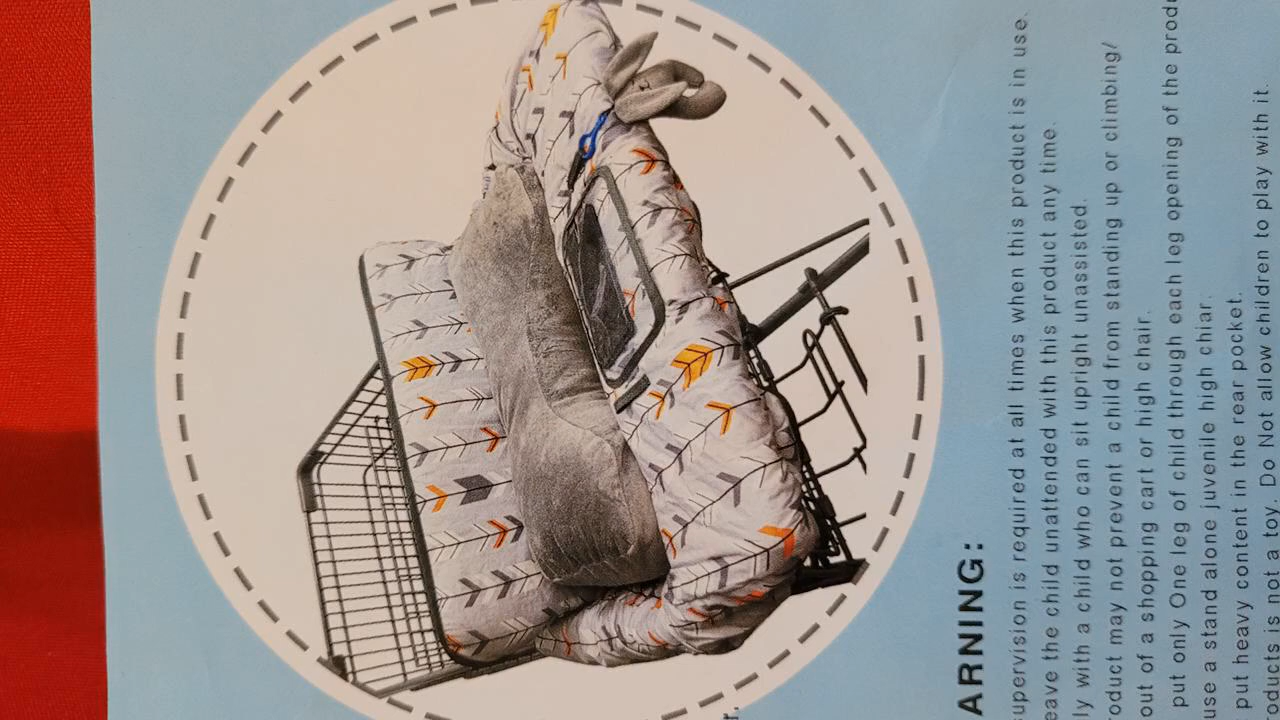 ARNING:
supervision is required at all times when this product is in use.
eave the child unattended with this product any time.
ly with a child who can sit upright unassisted.
oduct may not prevent a child from standing up or climbing/
out of a shopping cart or high chair.
put only One leg of child through each leg opening of the produ
use a stand alone juvenile high chiar.
put heavy content in the rear pocket.
oducts is not a toy. Do Not allow children to play with it.